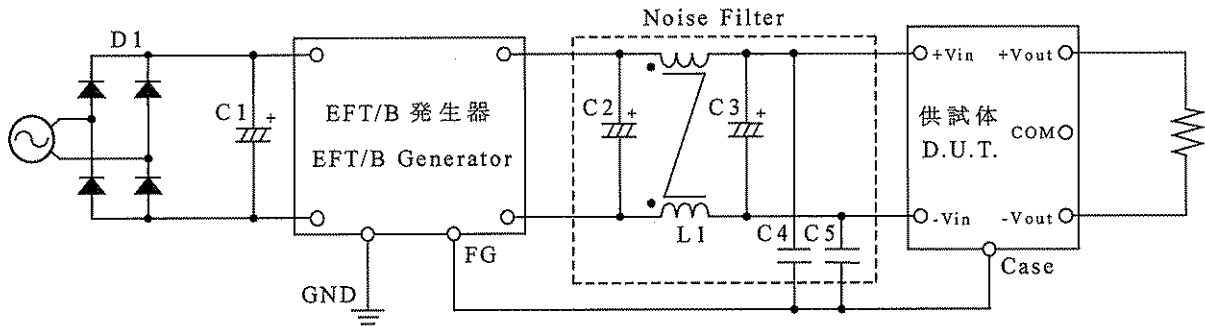 Noise Filter
D1
C1
+
EFT/B 発生器
EFT/B Generator
C2
+
C3
+
L1
C4
C5
+Vin
+Vout
供試体
COM
D.U.T.
-Vin
-Vout
FG
Case
GND